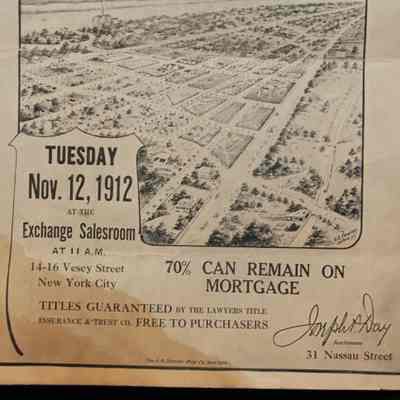 TUESDAY
Nov. 12, 1912
AT THE
Exchange Salesroom
AT 11 A.M.
14-16 Vesey Street
New York City
70% CAN REMAIN ON
MORTGAGE
TITLES GUARANTEED BY THE LAWYERS TITLE
INSURANCE & TRUST CO. FREE TO PURCHASERS
Joseph P. Day
Auctioneer
31 Nassau Street